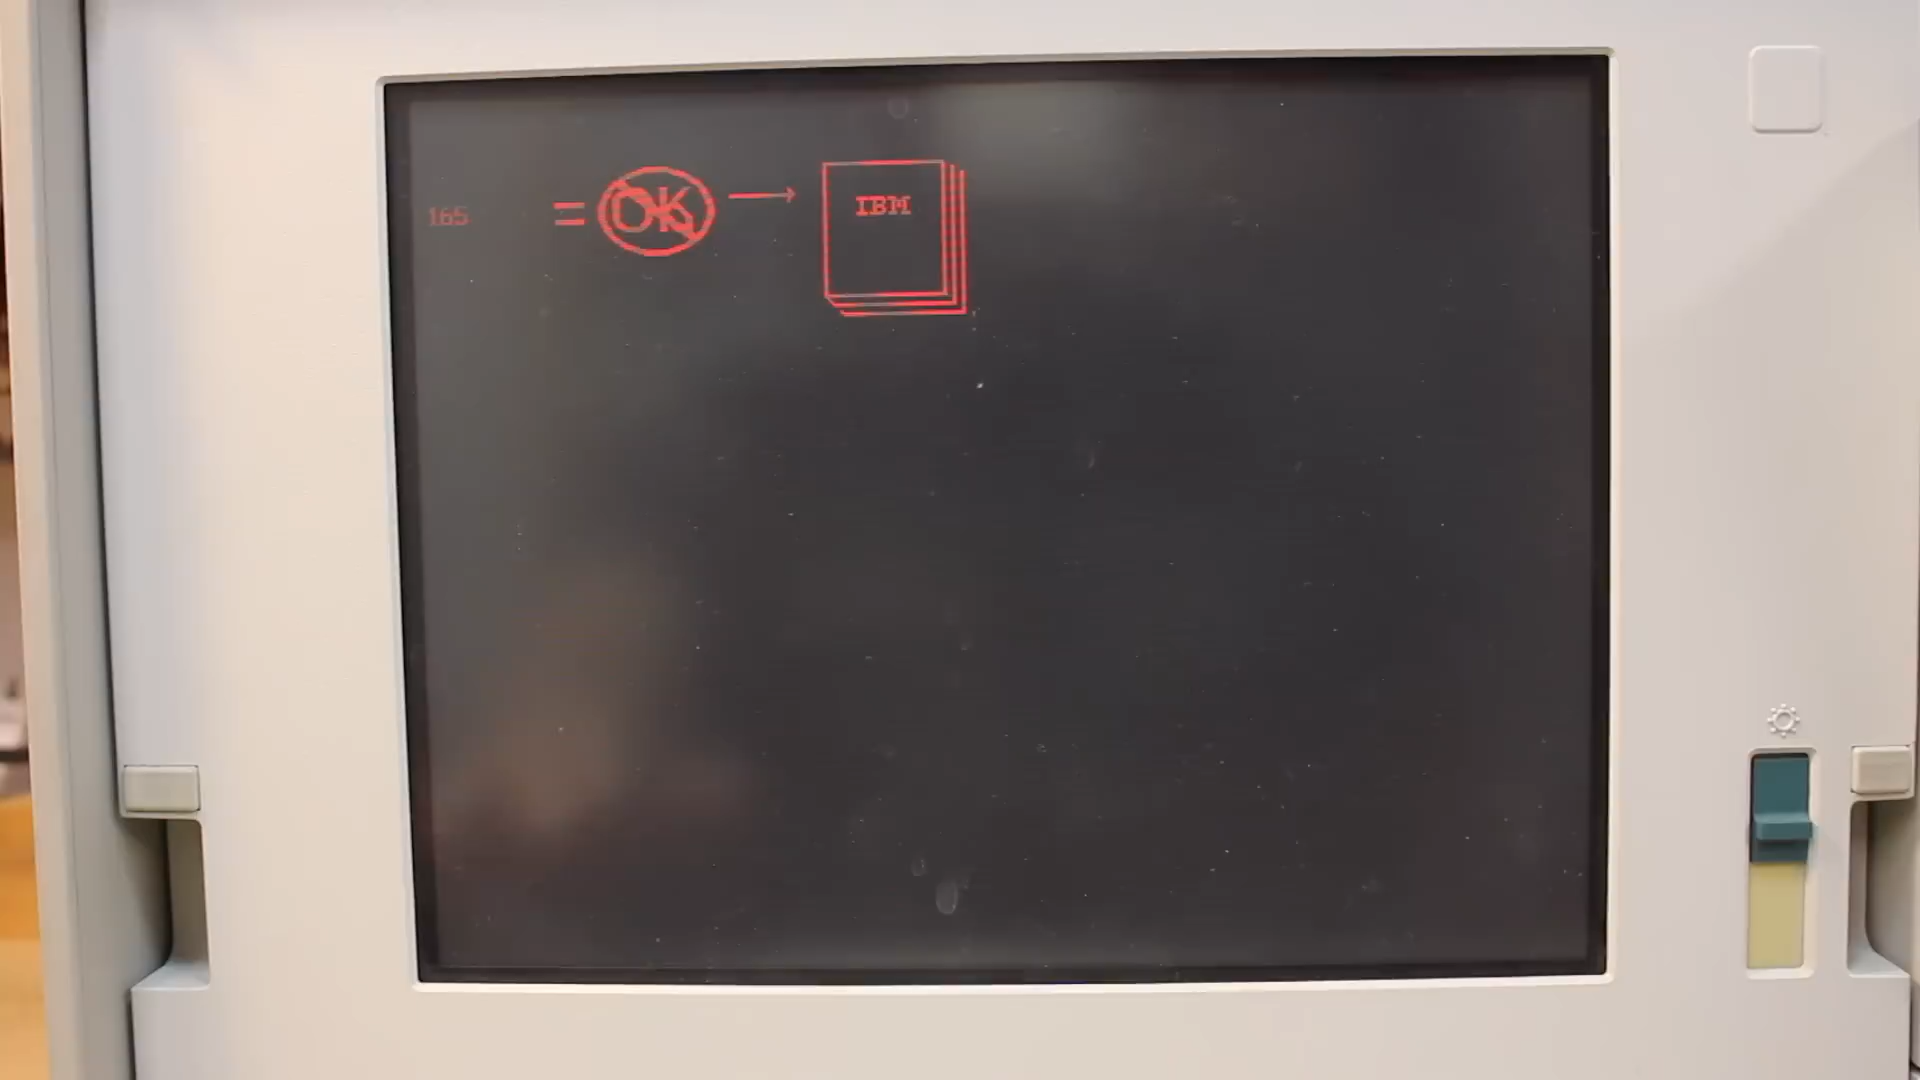 165 = OK → IBM